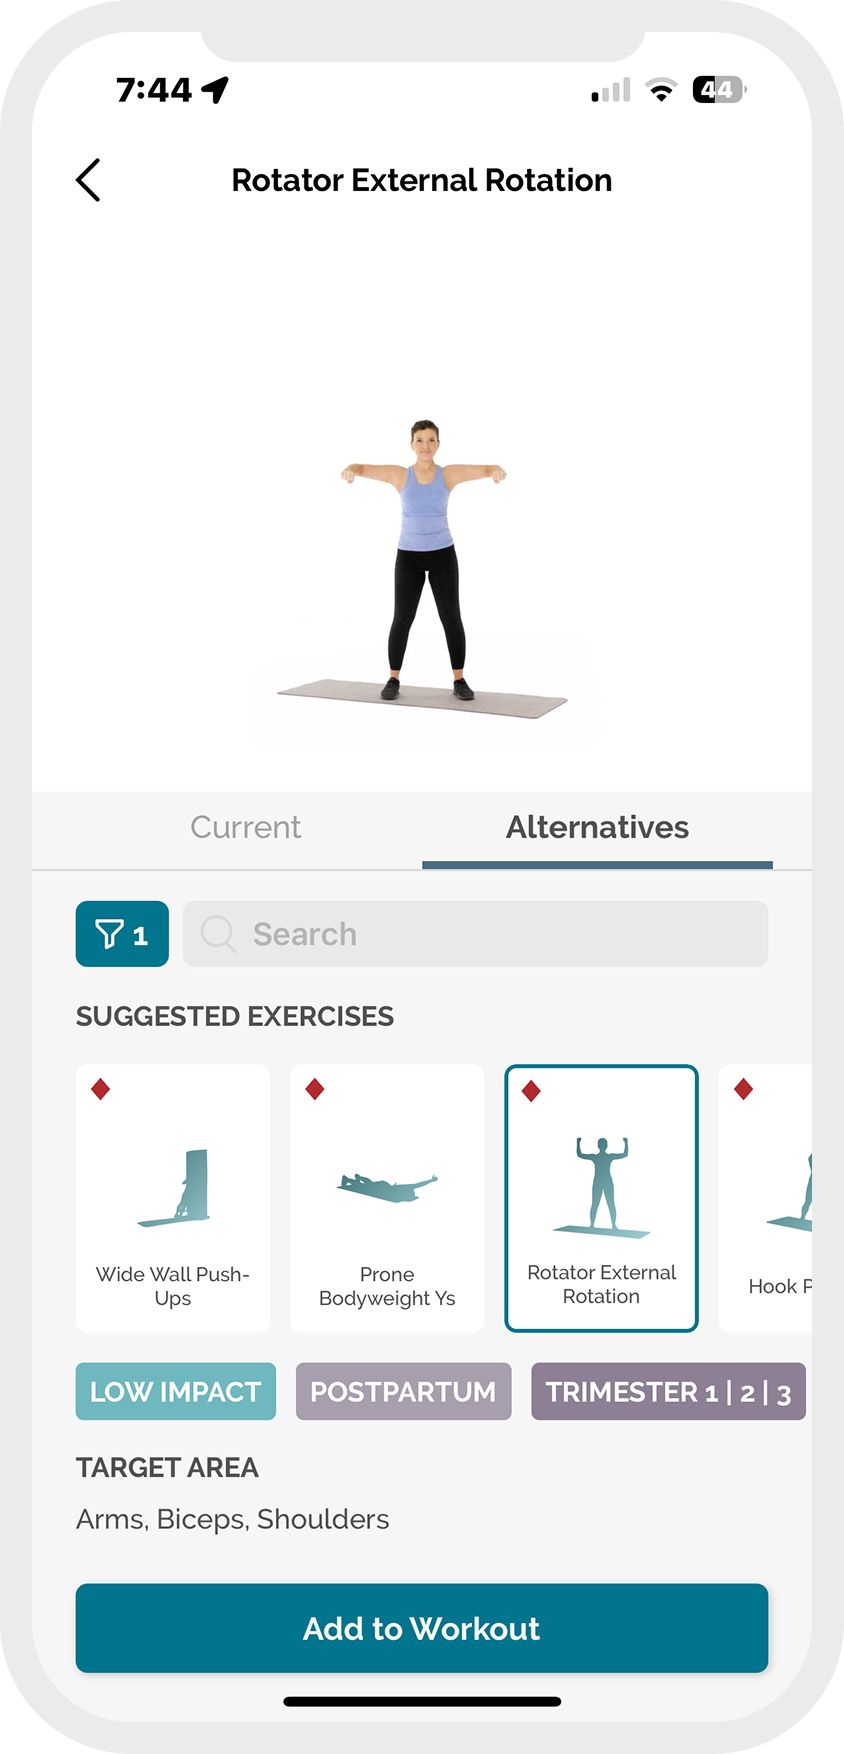 7:44
44
Rotator External Rotation
Current
Alternatives
1
Search
SUGGESTED EXERCISES
Wide Wall Push-
Ups
Prone
Bodyweight Ys
Rotator External
Rotation
Hook P
LOW IMPACT
POSTPARTUM
TRIMESTER 1 | 2 | 3
TARGET AREA
Arms, Biceps, Shoulders
Add to Workout